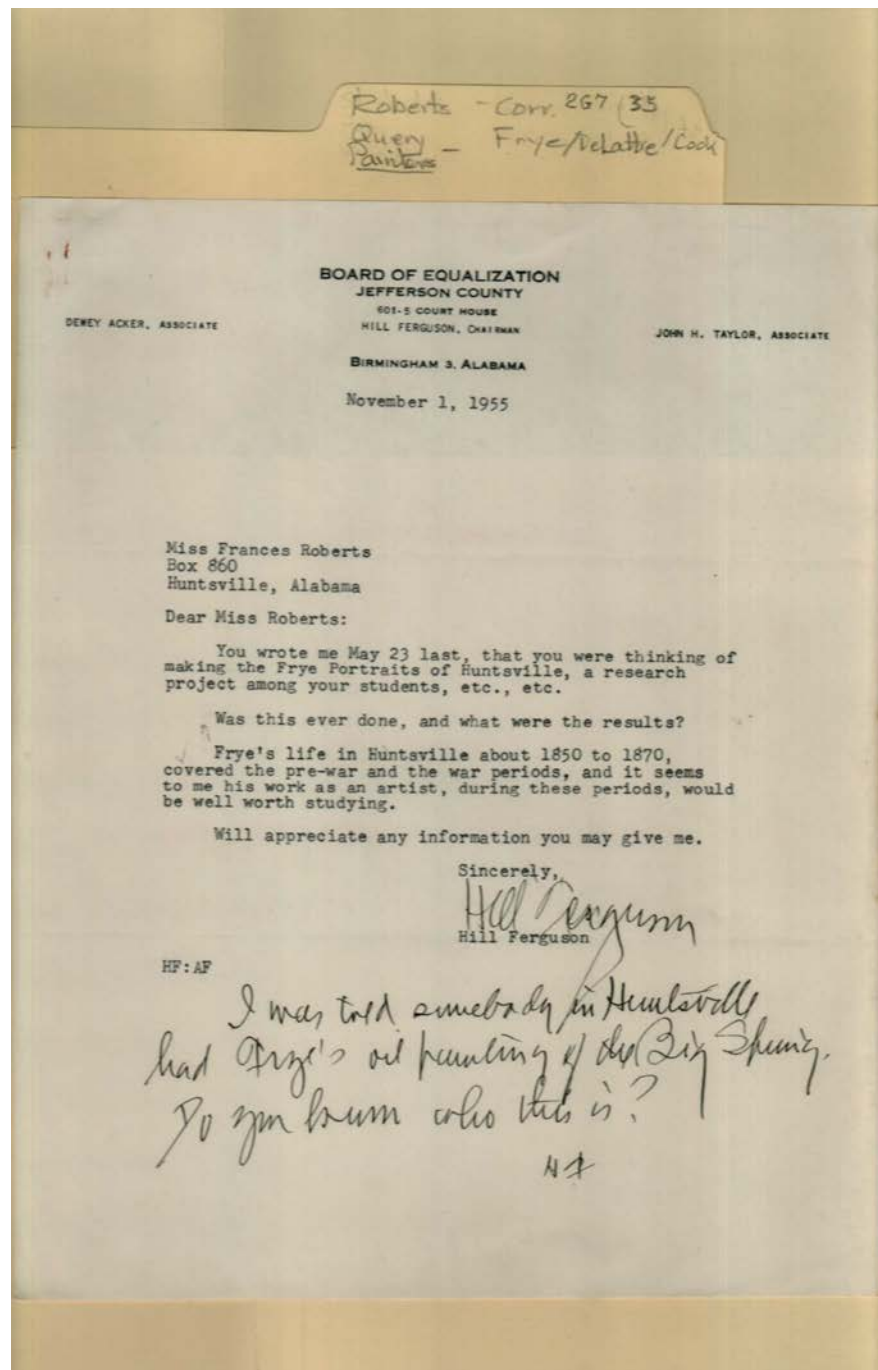 Roberts - Corr. 267 (35
Query
Painters - Frye/DeLattre/Cook
BOARD OF EQUALIZATION
JEFFERSON COUNTY
601-5 COURT HOUSE
DEWEY ACKER, ASSOCIATE
HILL FERGUSON, CHAIRMAN
JOHN H. TAYLOR, ASSOCIATE
BIRMINGHAM 3, ALABAMA
November 1, 1955
Miss Frances Roberts
Box 860
Huntsville, Alabama
Dear Miss Roberts:
You wrote me May 23 last, that you were thinking of
making the Frye Portraits of Huntsville, a research
project among your students, etc., etc.
Was this ever done, and what were the results?
Frye's life in Huntsville about 1850 to 1870,
covered the pre-war and the war periods, and it seems
to me his work as an artist, during these periods, would
be well worth studying.
Will appreciate any information you may give me.
Sincerely,
Hill Ferguson
Hill Ferguson
HF:AF
I was told somebody in Huntsville
had Frye's oil painting of the Big Spring.
Do you know who this is?
HF